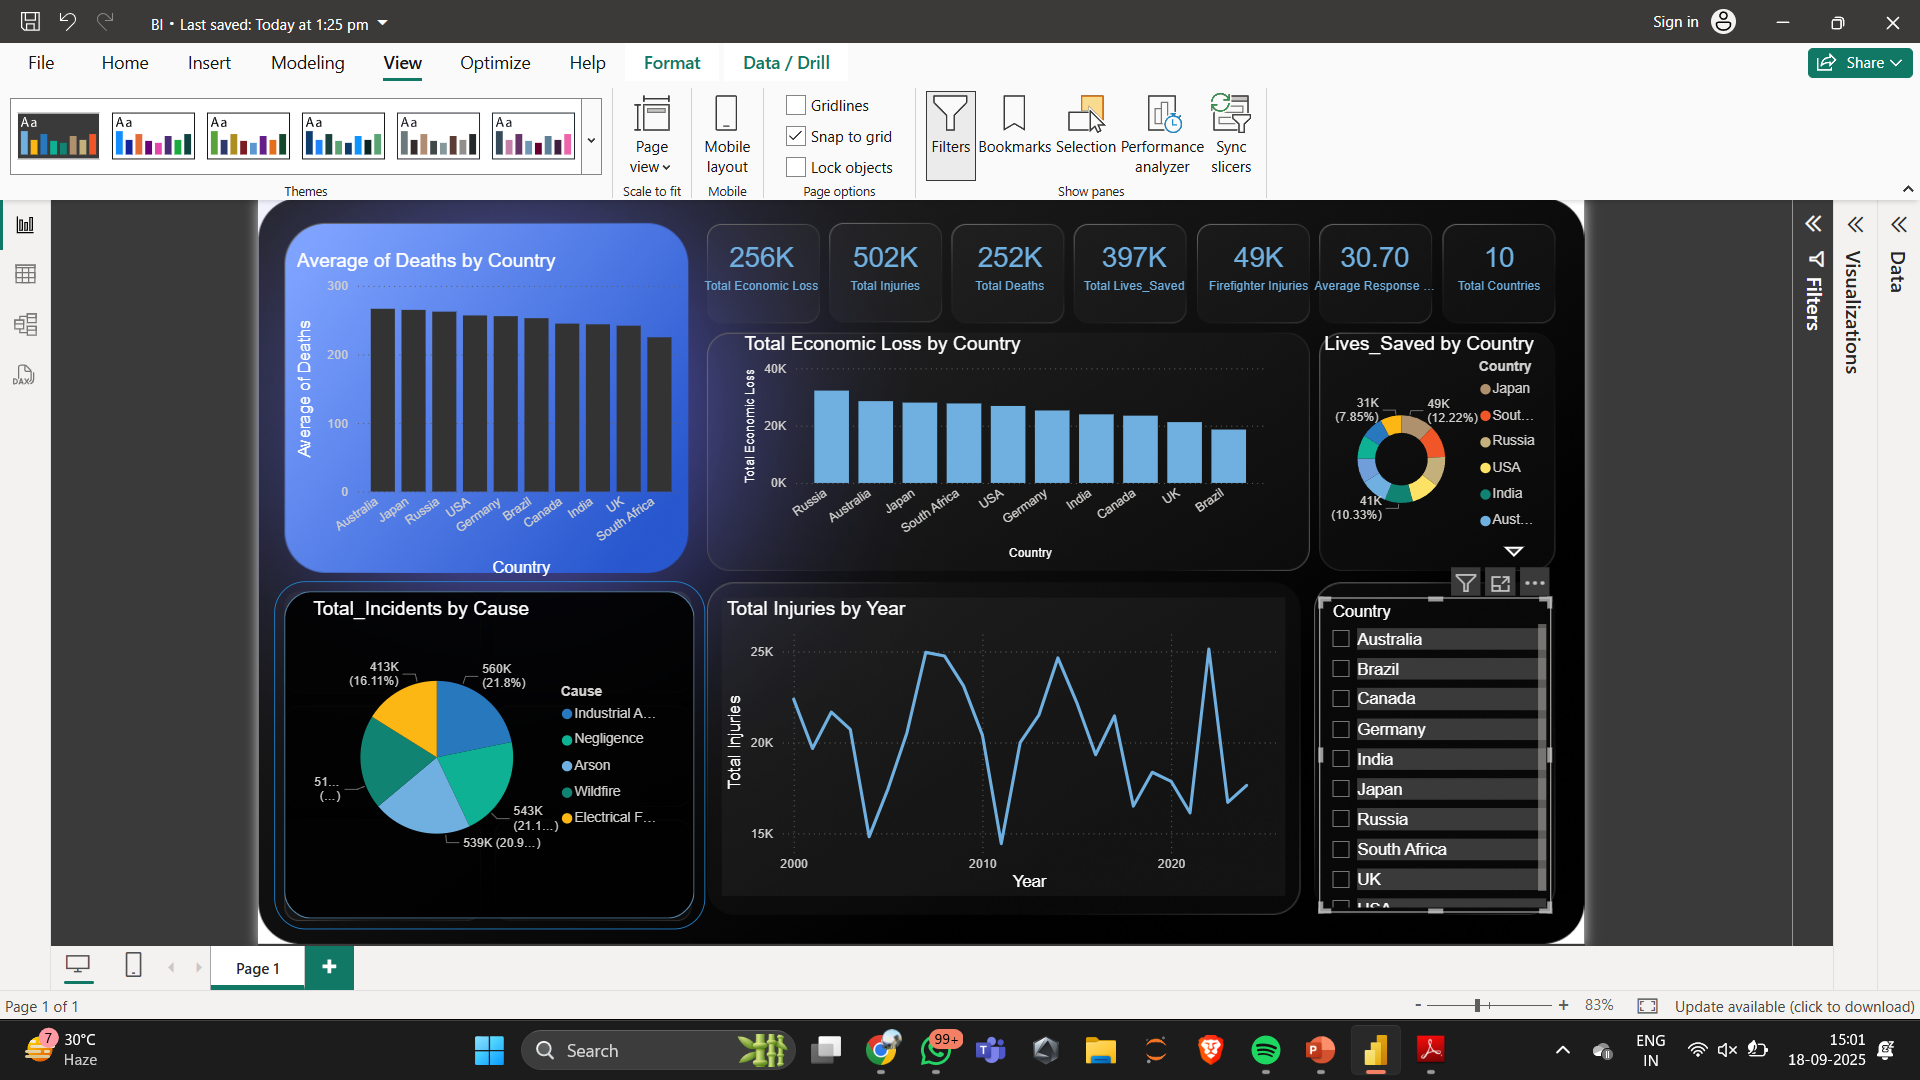 BI • Last saved: Today at 1:25 pm
Sign in
File
Home
Insert
Modeling
View
Optimize
Help
Format
Data / Drill
Share
Aa
Aa
Aa
Aa
Aa
Aa
Themes
Page
view
Scale to fit
Mobile
layout
Mobile
Gridlines
Snap to grid
Lock objects
Page options
Filters
Bookmarks
Selection
Performance
analyzer
Sync
slicers
Show panes
DAX
Average of Deaths by Country
300
200
100
0
Average of Deaths
Australia
Japan
Russia
USA
Germany
Brazil
Canada
India
UK
South Africa
Country
256K
Total Economic Loss
502K
Total Injuries
252K
Total Deaths
397K
Total Lives_Saved
49K
Firefighter Injuries
30.70
Average Response ...
10
Total Countries
Total Economic Loss by Country
40K
20K
0K
Total Economic Loss
Russia
Australia
Japan
South Africa
USA
Germany
India
Canada
UK
Brazil
Country
Lives_Saved by Country
31K
(7.85%)
49K
(12.22%)
41K
(10.33%)
Country
Japan
Sout...
Russia
USA
India
Aust...
Total_Incidents by Cause
413K
(16.11%)
560K
(21.8%)
51...
(...)
543K
(21.1...)
539K (20.9...)
Cause
Industrial A...
Negligence
Arson
Wildfire
Electrical F...
Total Injuries by Year
25K
20K
15K
Total Injuries
2000
2010
2020
Year
Country
Australia
Brazil
Canada
Germany
India
Japan
Russia
South Africa
UK
USA
Filters
Visualizations
Data
Page 1
Page 1 of 1
- + 83%
Update available (click to download)
7
30°C
Haze
Search
99+
ENG
IN
15:01
18-09-2025